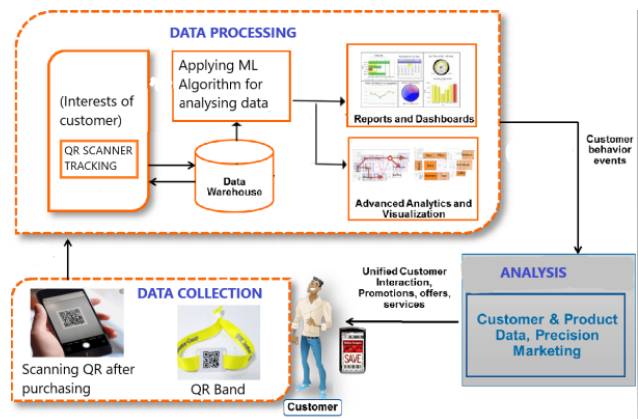 DATA PROCESSING
(Interests of
customer)
QR SCANNER
TRACKING
Applying ML
Algorithm for
analysing data
Data
Warehouse
Reports and Dashboards
Advanced Analytics and
Visualization
Customer
behavior
events
ANALYSIS
Customer & Product
Data, Precision
Marketing
Unified Customer
Interaction,
Promotions, offers,
services
DATA COLLECTION
Scanning QR after
purchasing
QR Band
SAVE
Customer